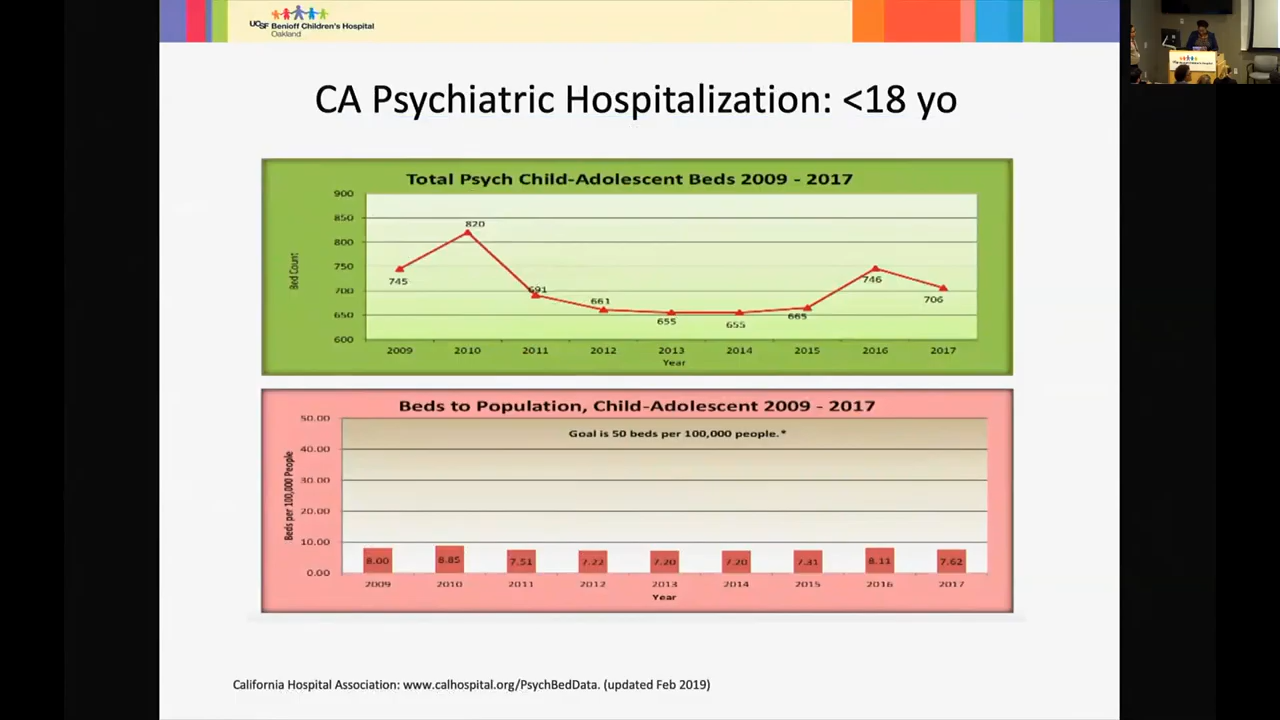 UCSF Benioff Children's Hospital
Oakland
CA Psychiatric Hospitalization: <18 yo
Total Psych Child-Adolescent Beds 2009 - 2017
900
850
800
750
700
650
600
Bed Count
745
820
691
661
655
655
665
746
706
2009 2010 2011 2012 2013 2014 2015 2016 2017
Year
Beds to Population, Child-Adolescent 2009 - 2017
Goal is 50 beds per 100,000 people.*
50.00
40.00
30.00
20.00
10.00
0.00
Beds per 100,000 People
8.00 8.85 7.51 7.22 7.20 7.20 7.31 8.11 7.62
2009 2010 2011 2012 2013 2014 2015 2016 2017
Year
California Hospital Association: www.calhospital.org/PsychBedData. (updated Feb 2019)